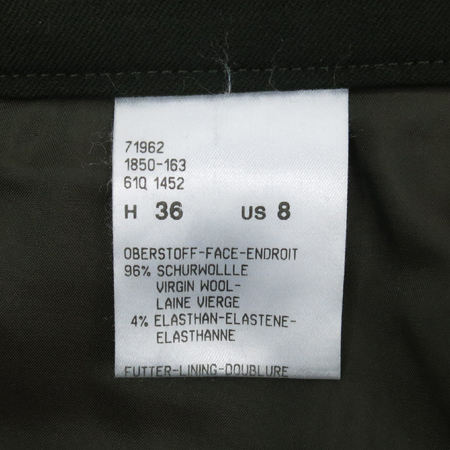 71962
1850-163
61Q 1452
H 36 US 8
OBERSTOFF-FACE-ENDROIT
96% SCHURWOLLLE
VIRGIN WOOL-
LAINE VIERGE
4% ELASTHAN-ELASTENE-
ELASTHANNE
FUTTER-LINING-DOUBLURE